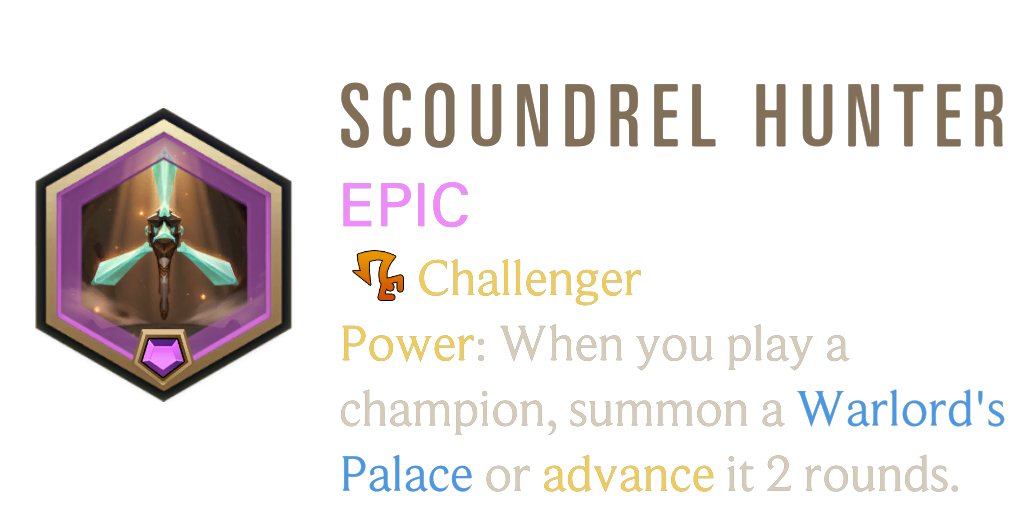 SCOUNDREL HUNTER
EPIC
Challenger
Power: When you play a
champion, summon a Warlord's
Palace or advance it 2 rounds.